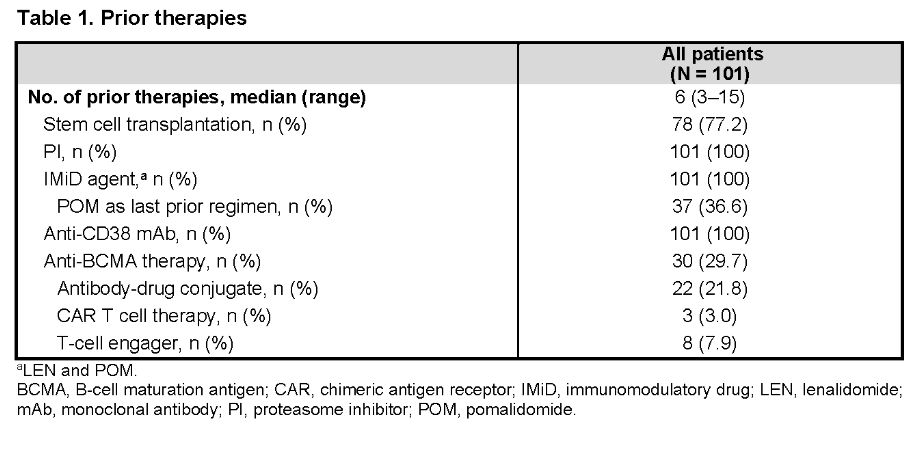 Table 1. Prior therapies
All patients
(N = 101)
No. of prior therapies, median (range) 6 (3–15)
Stem cell transplantation, n (%) 78 (77.2)
PI, n (%) 101 (100)
IMiD agent,ᵃ n (%) 101 (100)
POM as last prior regimen, n (%) 37 (36.6)
Anti-CD38 mAb, n (%) 101 (100)
Anti-BCMA therapy, n (%) 30 (29.7)
Antibody-drug conjugate, n (%) 22 (21.8)
CAR T cell therapy, n (%) 3 (3.0)
T-cell engager, n (%) 8 (7.9)
ᵃLEN and POM.
BCMA, B-cell maturation antigen; CAR, chimeric antigen receptor; IMiD, immunomodulatory drug; LEN, lenalidomide;
mAb, monoclonal antibody; PI, proteasome inhibitor; POM, pomalidomide.